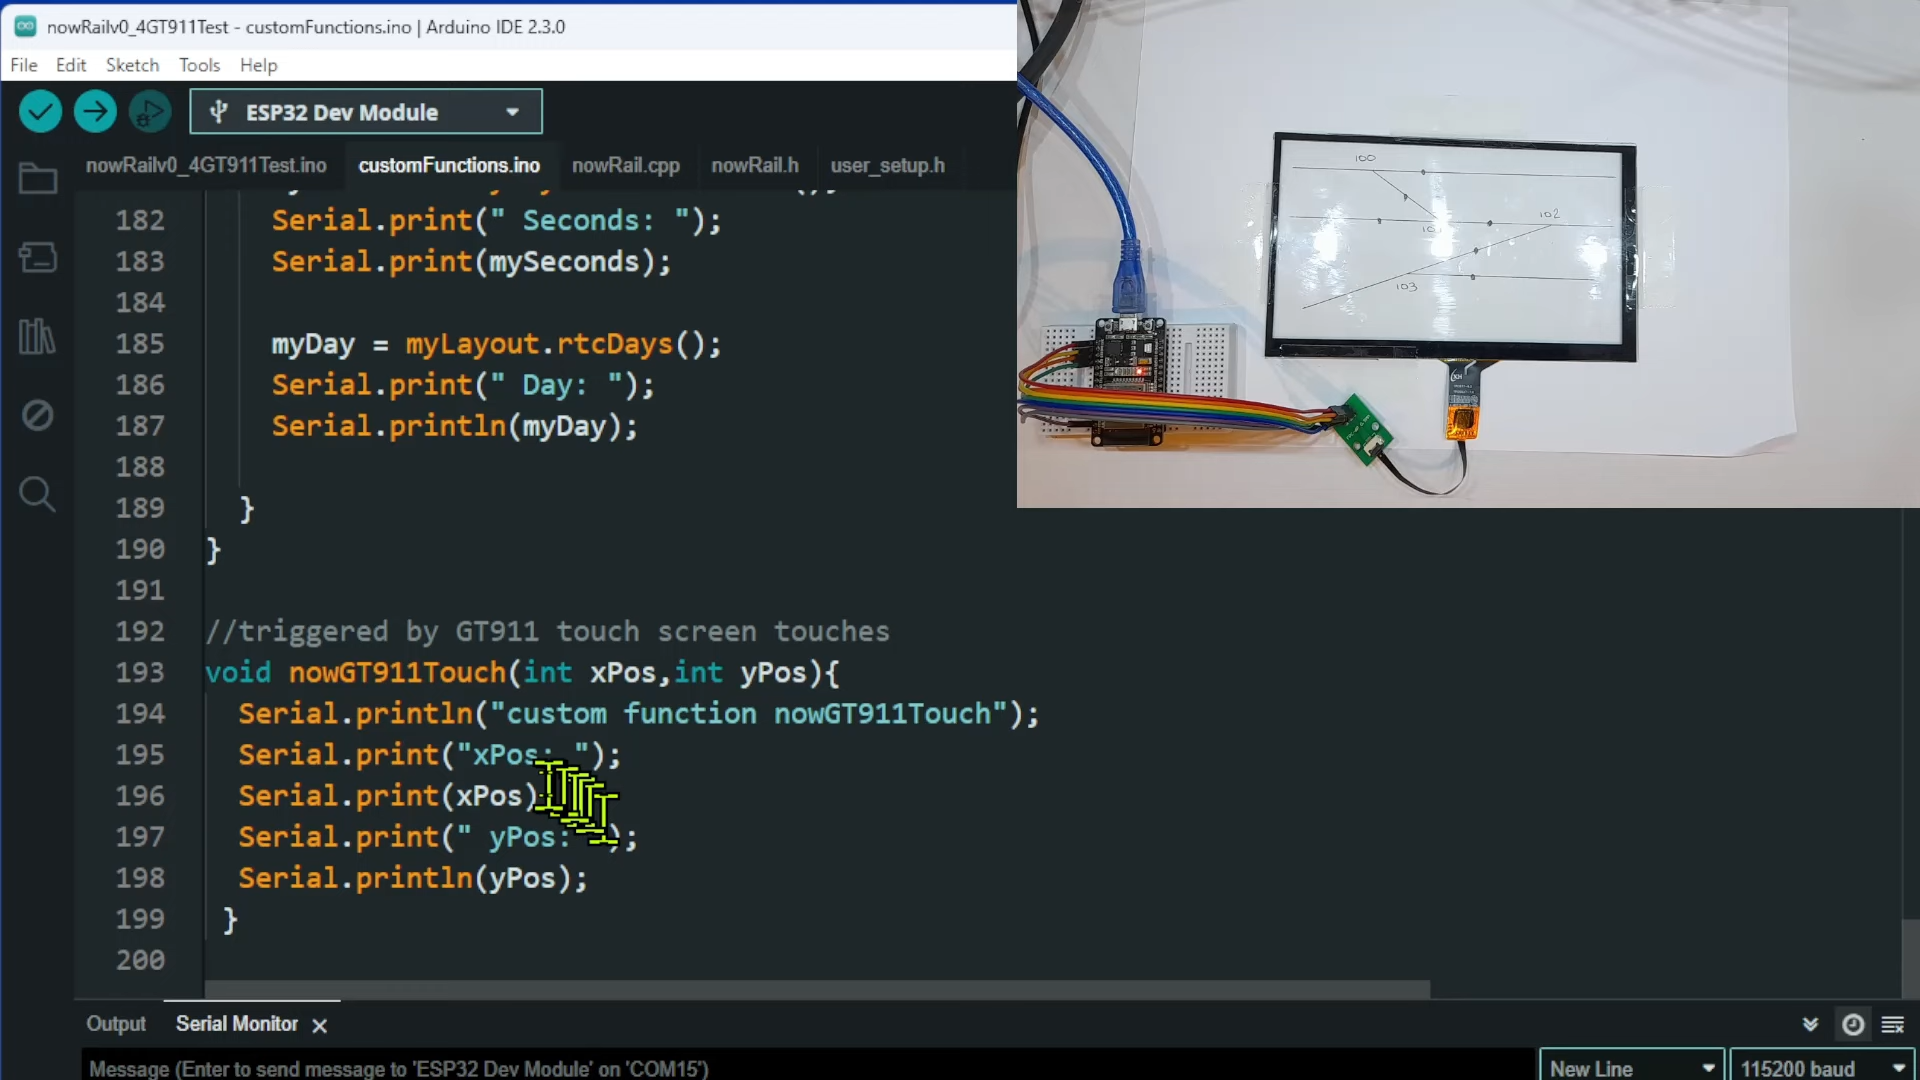 nowRailv0_4GT911Test - customFunctions.ino | Arduino IDE 2.3.0
File Edit Sketch Tools Help
ESP32 Dev Module
nowRailv0_4GT911Test.ino customFunctions.ino nowRail.cpp nowRail.h user_setup.h
182 Serial.print(" Seconds: ");
183 Serial.print(mySeconds);
184
185 myDay = myLayout.rtcDays();
186 Serial.print(" Day: ");
187 Serial.println(myDay);
188
189 }
190 }
191
192 //triggered by GT911 touch screen touches
193 void nowGT911Touch(int xPos,int yPos){
194 Serial.println("custom function nowGT911Touch");
195 Serial.print("xPos: ");
196 Serial.print(xPos)
197 Serial.print(" yPos: );
198 Serial.println(yPos);
199 }
200
Output Serial Monitor
Message (Enter to send message to 'ESP32 Dev Module' on 'COM15')
New Line 115200 baud
100
102
103